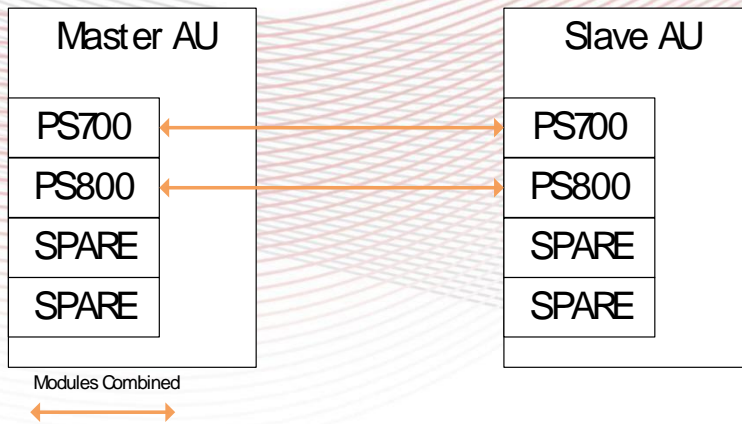 Master AU
Slave AU
PS700
PS700
PS800
PS800
SPARE
SPARE
SPARE
SPARE
Modules Combined